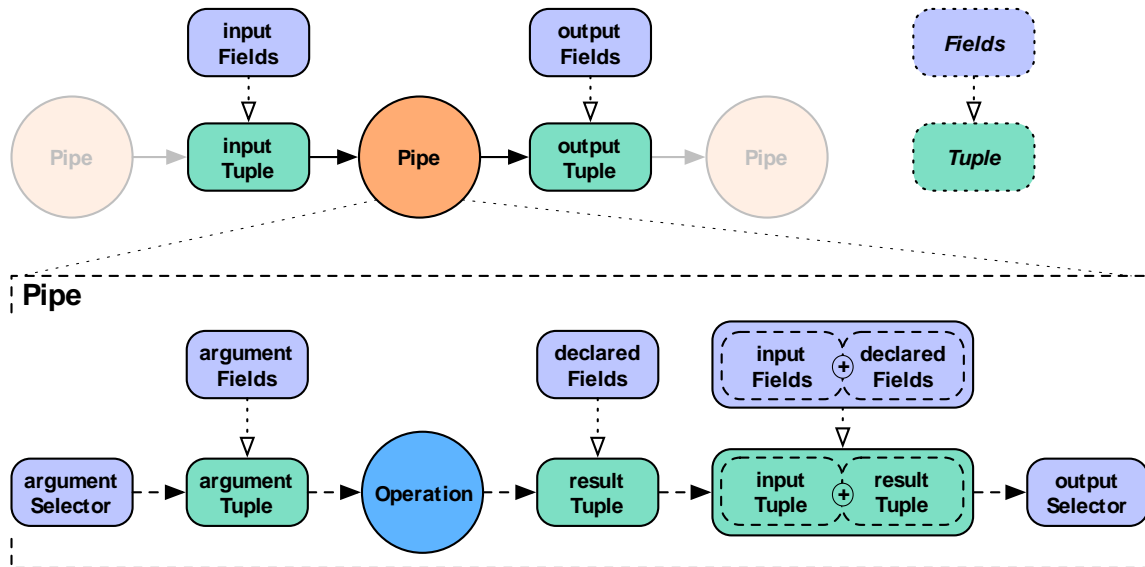 input
Fields
output
Fields
Fields
Pipe
input
Tuple
Pipe
output
Tuple
Pipe
Tuple
Pipe
argument
Fields
declared
Fields
input
Fields
+
declared
Fields
argument
Selector
argument
Tuple
Operation
result
Tuple
input
Tuple
+
result
Tuple
output
Selector